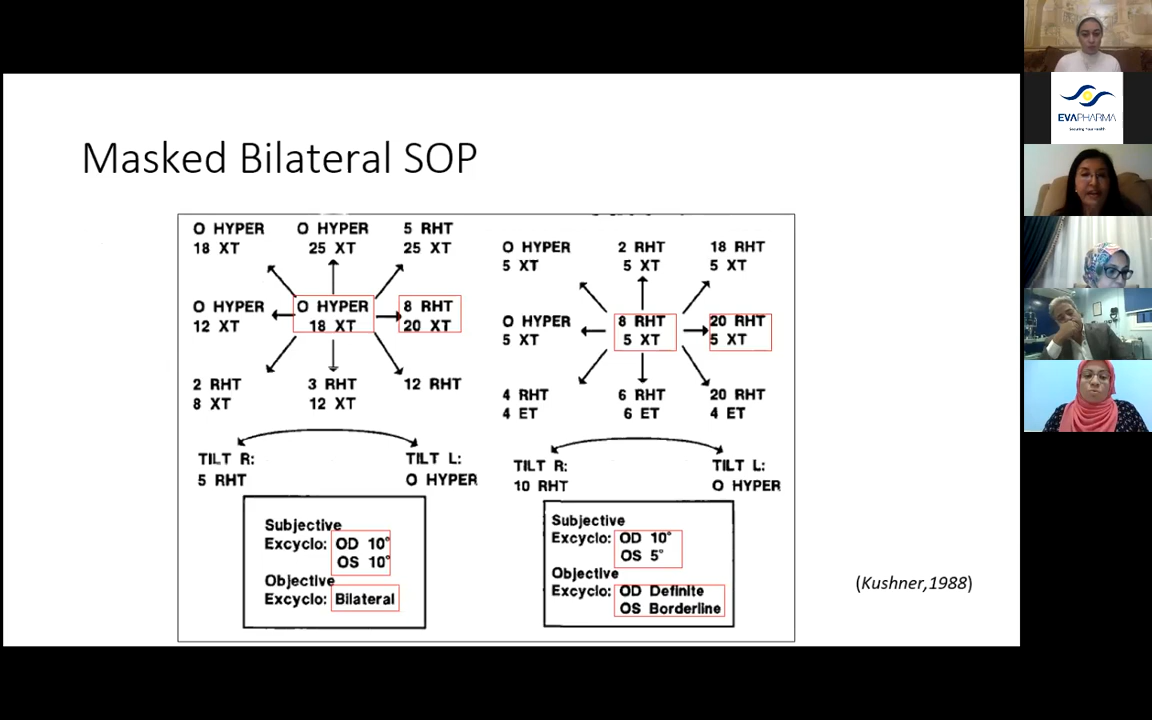 Masked Bilateral SOP
O HYPER
18 XT
O HYPER
25 XT
5 RHT
25 XT
O HYPER
12 XT
O HYPER
18 XT
8 RHT
20 XT
2 RHT
8 XT
3 RHT
12 XT
12 RHT
TILT R:
5 RHT
TILT L:
O HYPER
Subjective
Excyclo: OD 10°
OS 10°
Objective
Excyclo: Bilateral
O HYPER
5 XT
2 RHT
5 XT
18 RHT
5 XT
O HYPER
5 XT
8 RHT
5 XT
20 RHT
5 XT
4 RHT
4 ET
6 RHT
6 ET
20 RHT
4 ET
TILT R:
10 RHT
TILT L:
O HYPER
Subjective
Excyclo: OD 10°
OS 5°
Objective
Excyclo: OD Definite
OS Borderline
(Kushner,1988)
EVAPHARMA
Securing Your Health